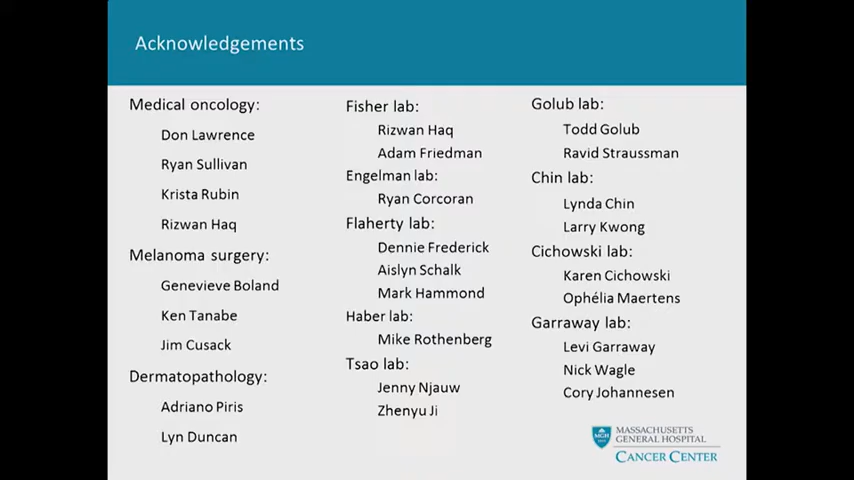 Acknowledgements
Medical oncology:
Don Lawrence
Ryan Sullivan
Krista Rubin
Rizwan Haq
Melanoma surgery:
Genevieve Boland
Ken Tanabe
Jim Cusack
Dermatopathology:
Adriano Piris
Lyn Duncan
Fisher lab:
Rizwan Haq
Adam Friedman
Engelman lab:
Ryan Corcoran
Flaherty lab:
Dennie Frederick
Aislyn Schalk
Mark Hammond
Haber lab:
Mike Rothenberg
Tsao lab:
Jenny Njauw
Zhenyu Ji
Golub lab:
Todd Golub
Ravid Straussman
Chin lab:
Lynda Chin
Larry Kwong
Cichowski lab:
Karen Cichowski
Ophélia Maertens
Garraway lab:
Levi Garraway
Nick Wagle
Cory Johannesen
MGH
MASSACHUSETTS
GENERAL HOSPITAL
CANCER CENTER